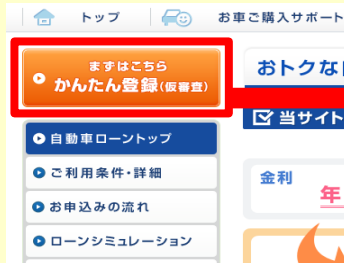 トップ
お車ご購入サポート
まずはこちら
かんたん登録(仮審査)
おトクな
自動車ローントップ
当サイト
ご利用条件・詳細
金利
年
お申込みの流れ
ローンシミュレーション